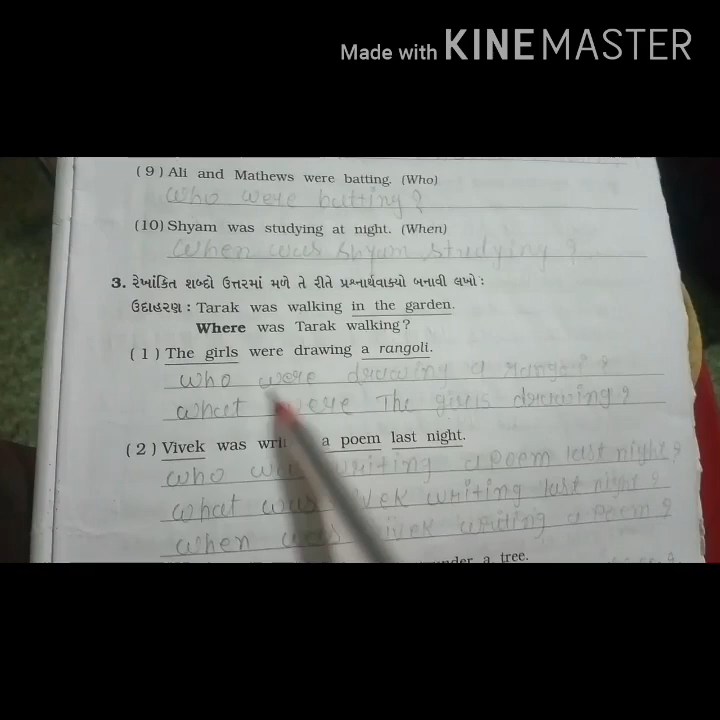 Made with KINEMASTER
(9) Ali and Mathews were batting. (Who)
Who were batting?
(10) Shyam was studying at night. (When)
When was Shyam studying?
3. રેખાંકિત શબ્દો ઉત્તરમાં મળે તે રીતે પ્રશ્નાર્થવાક્યો બનાવી લખો :
ઉદાહરણ : Tarak was walking in the garden.
Where was Tarak walking?
(1) The girls were drawing a rangoli.
Who were drawing a rangoli?
What were The girls drawing?
(2) Vivek was a poem last night.
Who writing a poem last night?
What was writing last night?
When was writing a poem?
a tree.